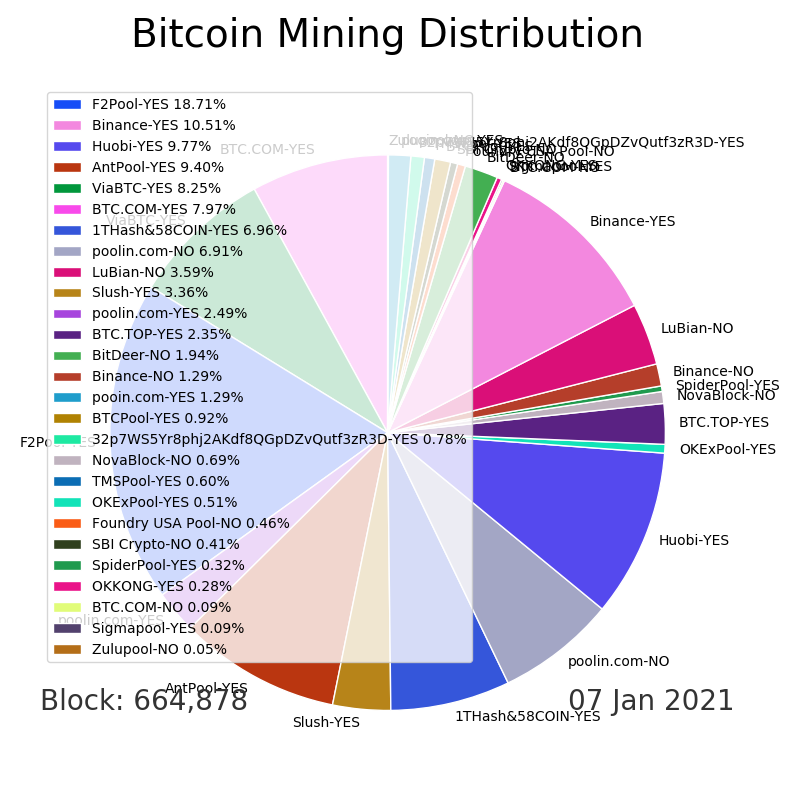 Bitcoin Mining Distribution
F2Pool-YES 18.71%
Binance-YES 10.51%
Huobi-YES 9.77%
AntPool-YES 9.40%
ViaBTC-YES 8.25%
BTC.COM-YES 7.97%
1THash&58COIN-YES 6.96%
poolin.com-NO 6.91%
LuBian-NO 3.59%
Slush-YES 3.36%
poolin.com-YES 2.49%
BTC.TOP-YES 2.35%
BitDeer-NO 1.94%
Binance-NO 1.29%
pooin.com-YES 1.29%
BTCPool-YES 0.92%
32p7WS5Yr8phj2AKdf8QGpDZvQutf3zR3D-YES 0.78%
NovaBlock-NO 0.69%
TMSPool-YES 0.60%
OKExPool-YES 0.51%
Foundry USA Pool-NO 0.46%
SBI Crypto-NO 0.41%
SpiderPool-YES 0.32%
OKKONG-YES 0.28%
BTC.COM-NO 0.09%
Sigmapool-YES 0.09%
Zulupool-NO 0.05%
BTC.COM-YES
ViaBTC-YES
poolin.com-YES
AntPool-YES
Slush-YES
1THash&58COIN-YES
poolin.com-NO
Huobi-YES
OKExPool-YES
BTC.TOP-YES
NovaBlock-NO
SpiderPool-YES
Binance-NO
LuBian-NO
Binance-YES
BitDeer-NO
Block: 664,878
07 Jan 2021